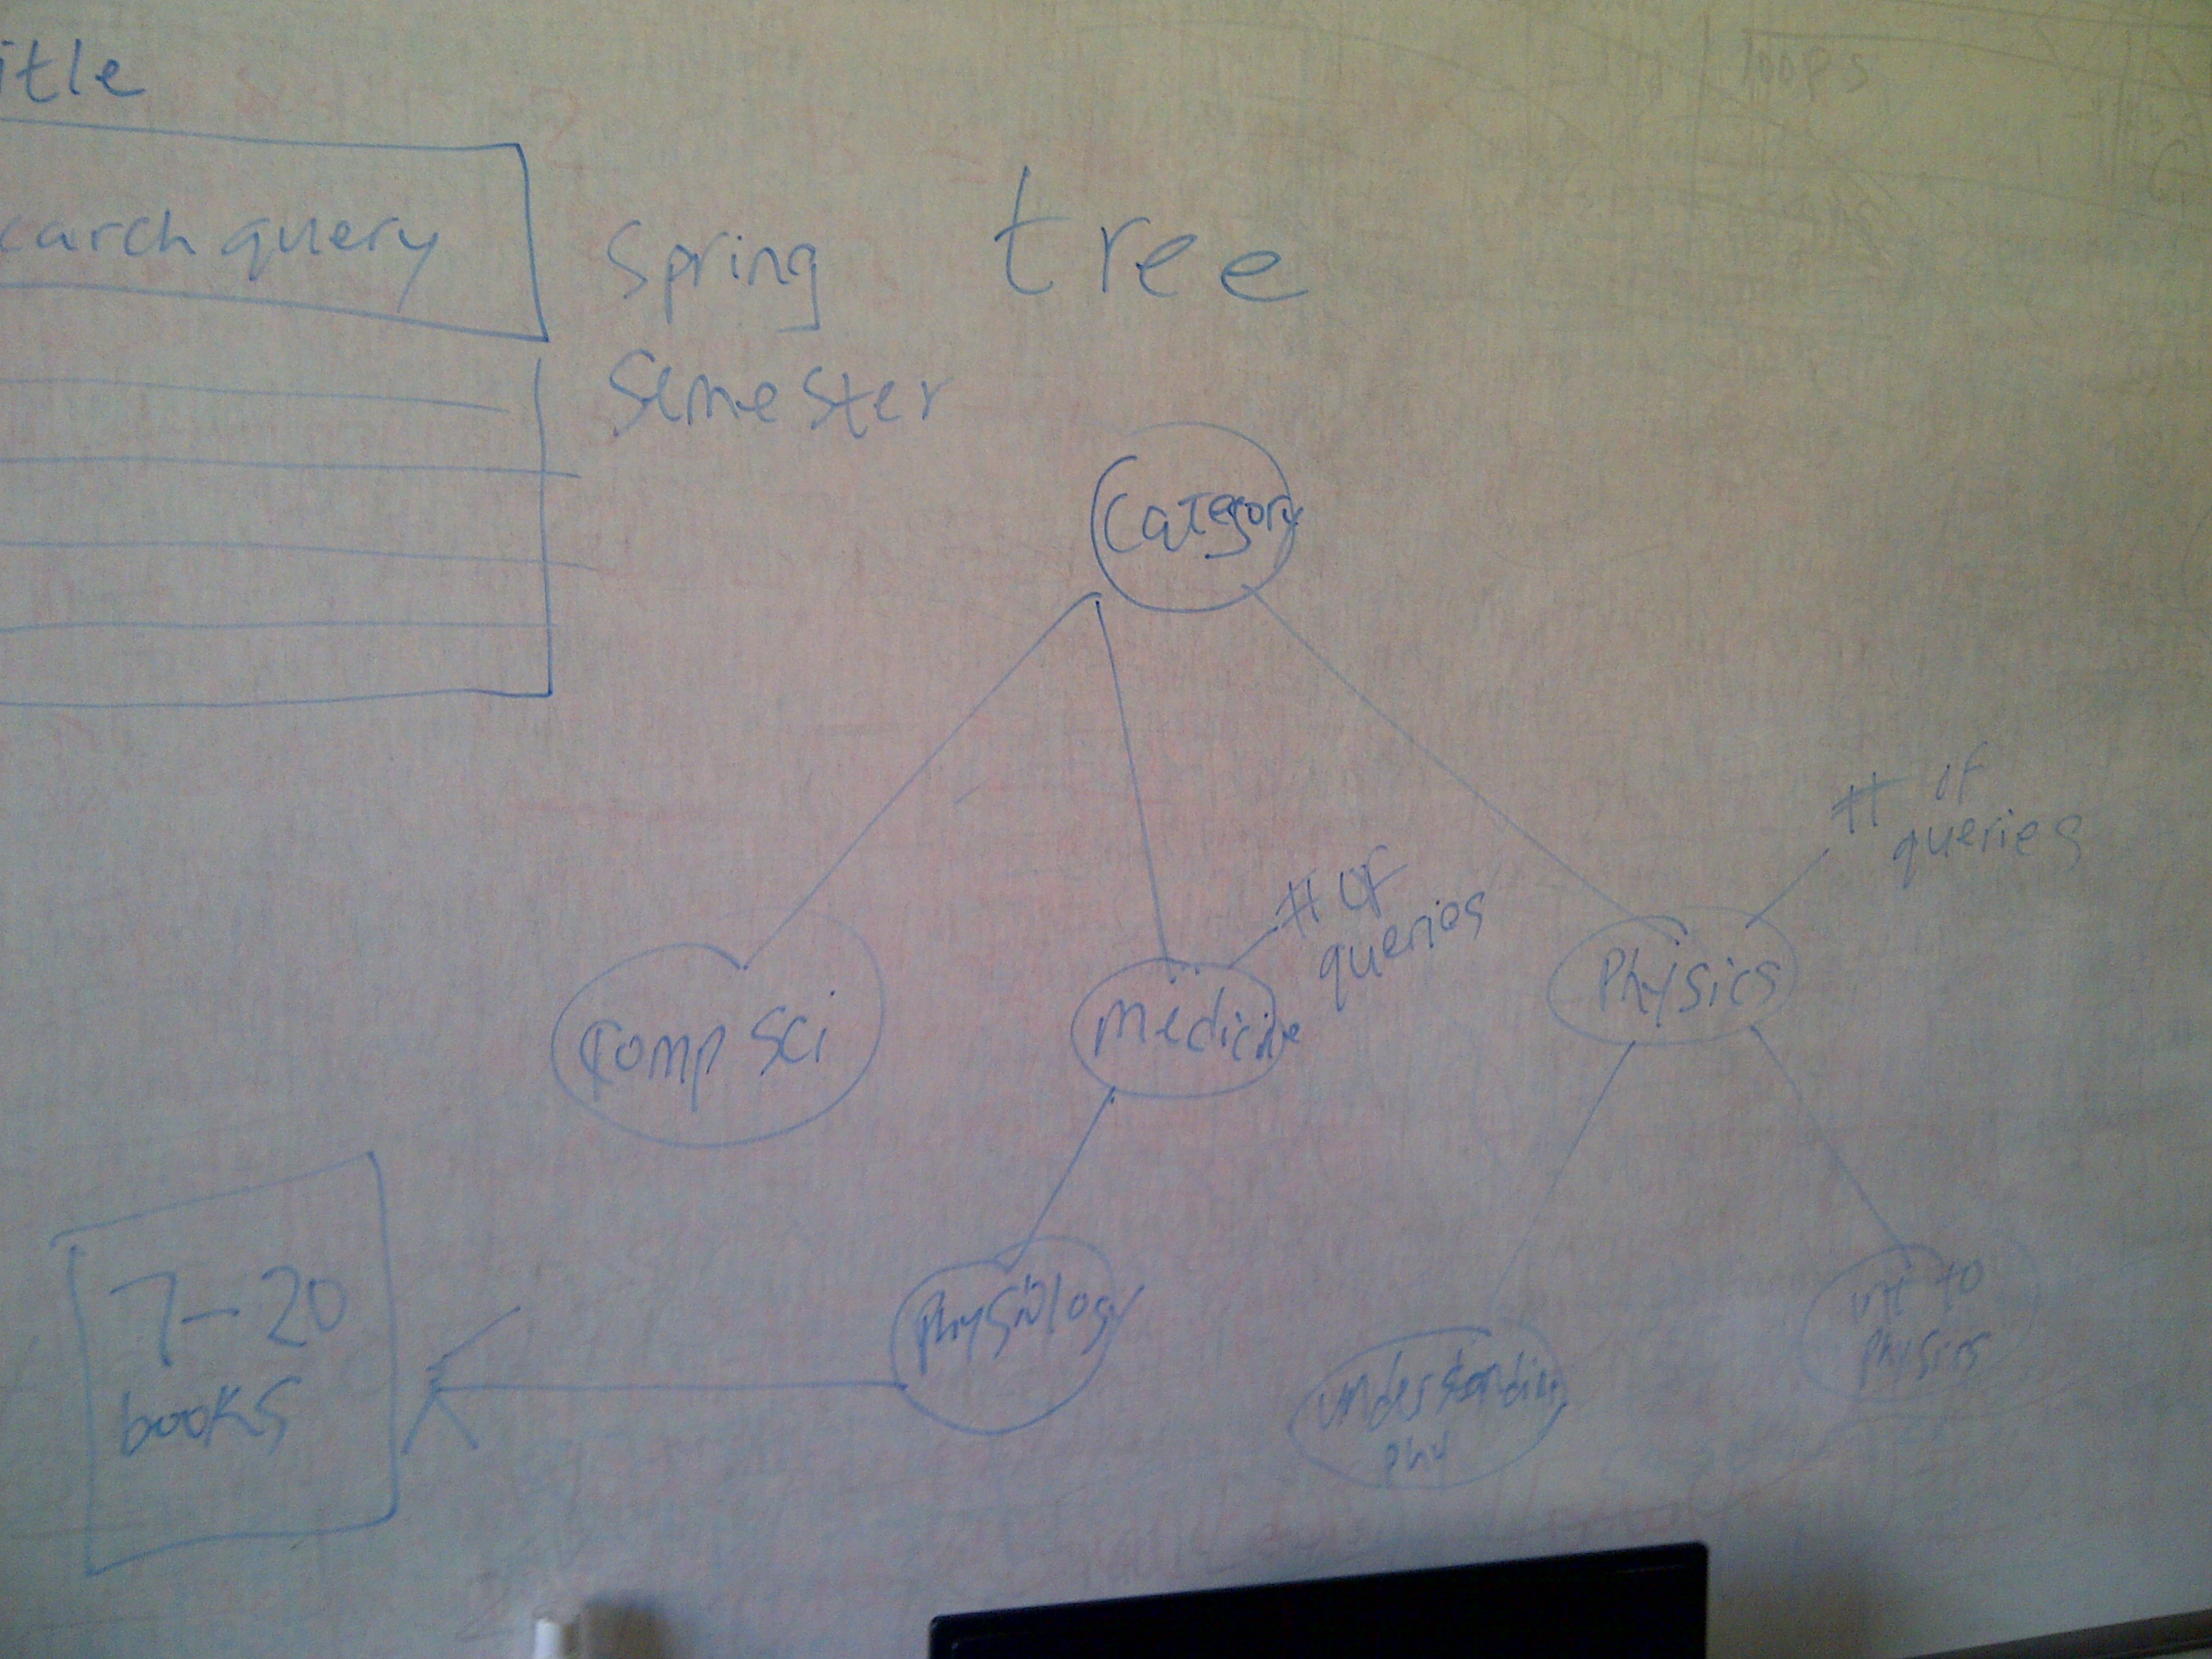 itle
earch query
Spring
Semester
tree
loops
Category
# of
queries
# of
queries
Comp Sci
Medicine
Physics
Physiology
7-20
books
understanding
phy
to
Physics